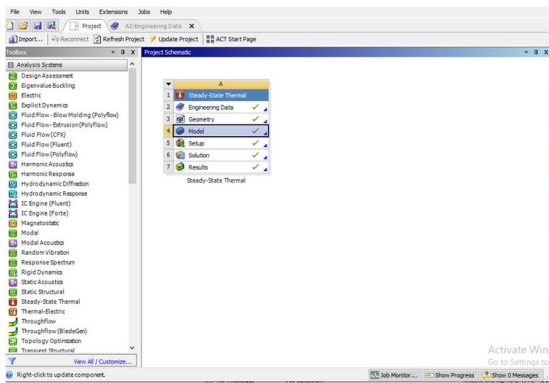 File View Tools Units Extensions Jobs Help
Project A2:Engineering Data
Import... Reconnect Refresh Project Update Project ACT Start Page
Toolbox
Project Schematic
Analysis Systems
Design Assessment
Eigenvalue Buckling
Electric
Explicit Dynamics
Fluid Flow - Blow Molding (Polyflow)
Fluid Flow - Extrusion (Polyflow)
Fluid Flow (CFX)
Fluid Flow (Fluent)
Fluid Flow (Polyflow)
Harmonic Acoustics
Harmonic Response
Hydrodynamic Diffraction
Hydrodynamic Response
IC Engine (Fluent)
IC Engine (Forte)
Magnetostatic
Modal
Modal Acoustics
Random Vibration
Response Spectrum
Rigid Dynamics
Static Acoustics
Static Structural
Steady-State Thermal
Thermal-Electric
Throughflow
Throughflow (BladeGen)
Topology Optimization
Transient Structural
View All / Customize...
A
1 Steady-State Thermal
2 Engineering Data
3 Geometry
4 Model
5 Setup
6 Solution
7 Results
Steady-State Thermal
Activate Win
Go to Settings to
Right-click to update component.
Job Monitor... Show Progress Show 0 Messages